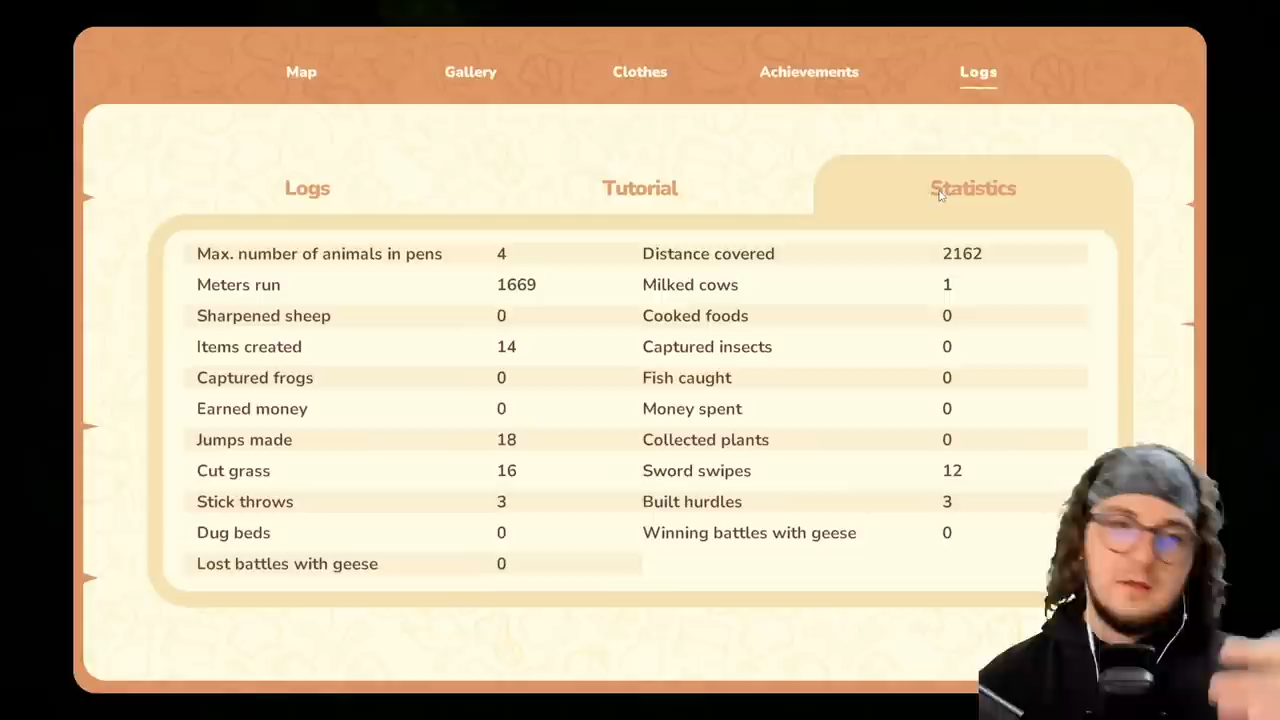 Map Gallery Clothes Achievements Logs
Logs Tutorial Statistics
Max. number of animals in pens 4 Distance covered 2162
Meters run 1669 Milked cows 1
Sharpened sheep 0 Cooked foods 0
Items created 14 Captured insects 0
Captured frogs 0 Fish caught 0
Earned money 0 Money spent 0
Jumps made 18 Collected plants 0
Cut grass 16 Sword swipes 12
Stick throws 3 Built hurdles 3
Dug beds 0 Winning battles with geese 0
Lost battles with geese 0